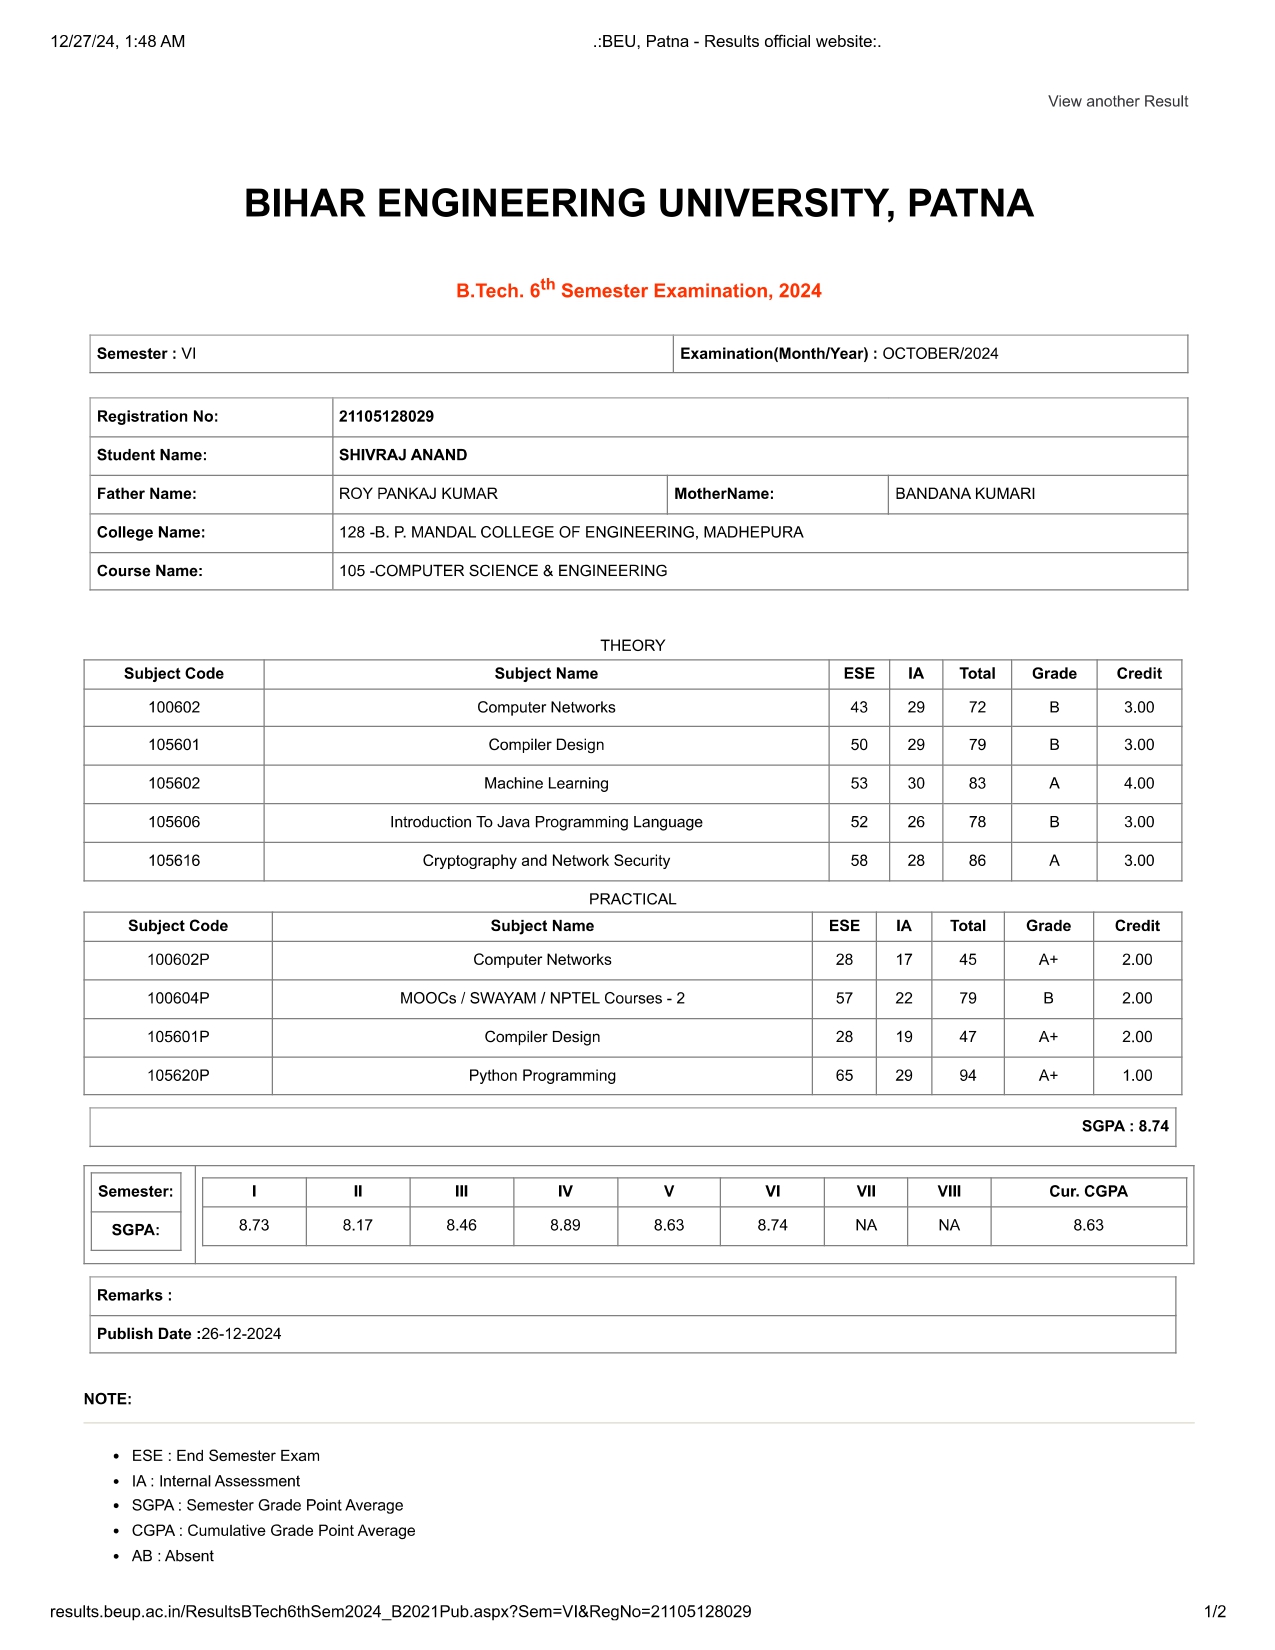 12/27/24, 1:48 AM .:BEU, Patna - Results official website:.
View another Result
BIHAR ENGINEERING UNIVERSITY, PATNA
B.Tech. 6th Semester Examination, 2024
Semester : VI Examination(Month/Year) : OCTOBER/2024
Registration No: 21105128029
Student Name: SHIVRAJ ANAND
Father Name: ROY PANKAJ KUMAR MotherName: BANDANA KUMARI
College Name: 128 -B. P. MANDAL COLLEGE OF ENGINEERING, MADHEPURA
Course Name: 105 -COMPUTER SCIENCE & ENGINEERING
THEORY
Subject Code Subject Name ESE IA Total Grade Credit
100602 Computer Networks 43 29 72 B 3.00
105601 Compiler Design 50 29 79 B 3.00
105602 Machine Learning 53 30 83 A 4.00
105606 Introduction To Java Programming Language 52 26 78 B 3.00
105616 Cryptography and Network Security 58 28 86 A 3.00
PRACTICAL
Subject Code Subject Name ESE IA Total Grade Credit
100602P Computer Networks 28 17 45 A+ 2.00
100604P MOOCs / SWAYAM / NPTEL Courses - 2 57 22 79 B 2.00
105601P Compiler Design 28 19 47 A+ 2.00
105620P Python Programming 65 29 94 A+ 1.00
SGPA : 8.74
Semester: I II III IV V VI VII VIII Cur. CGPA
SGPA: 8.73 8.17 8.46 8.89 8.63 8.74 NA NA 8.63
Remarks :
Publish Date :26-12-2024
NOTE:
• ESE : End Semester Exam
• IA : Internal Assessment
• SGPA : Semester Grade Point Average
• CGPA : Cumulative Grade Point Average
• AB : Absent
results.beup.ac.in/ResultsBTech6thSem2024_B2021Pub.aspx?Sem=VI&RegNo=21105128029 1/2